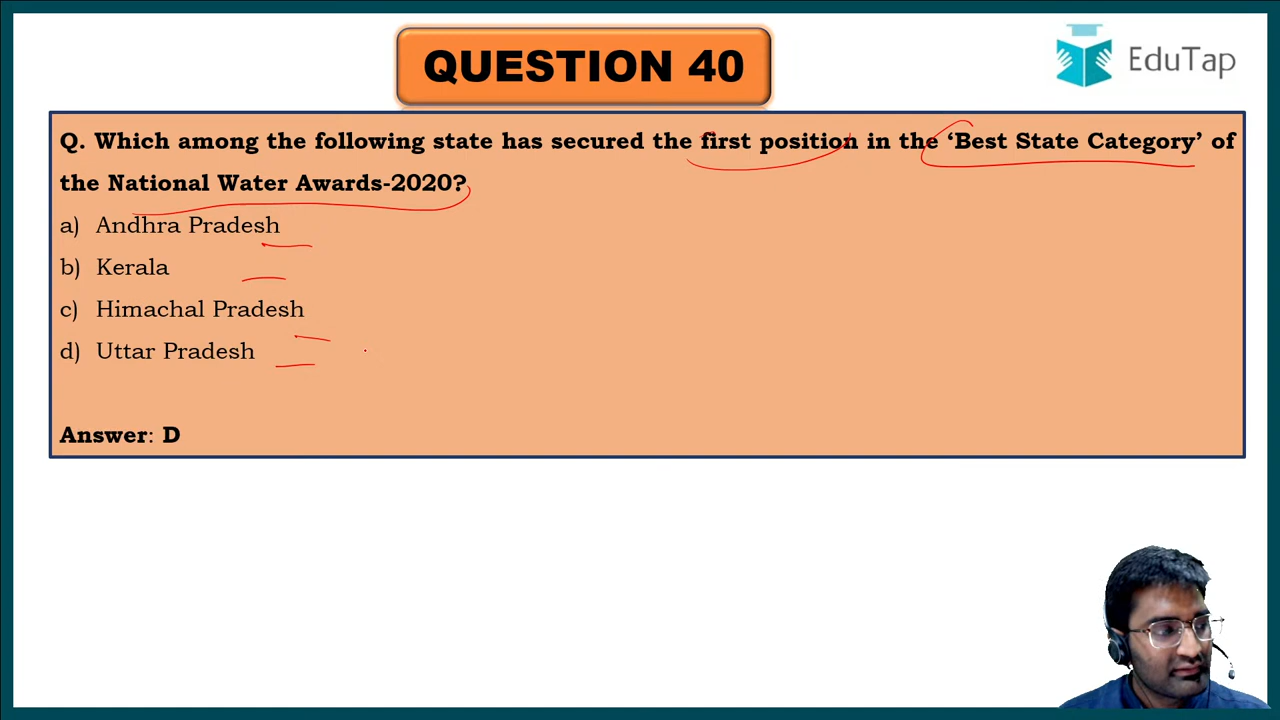 QUESTION 40
EduTap
Q. Which among the following state has secured the first position in the ‘Best State Category’ of
the National Water Awards-2020?
a) Andhra Pradesh
b) Kerala
c) Himachal Pradesh
d) Uttar Pradesh
Answer: D